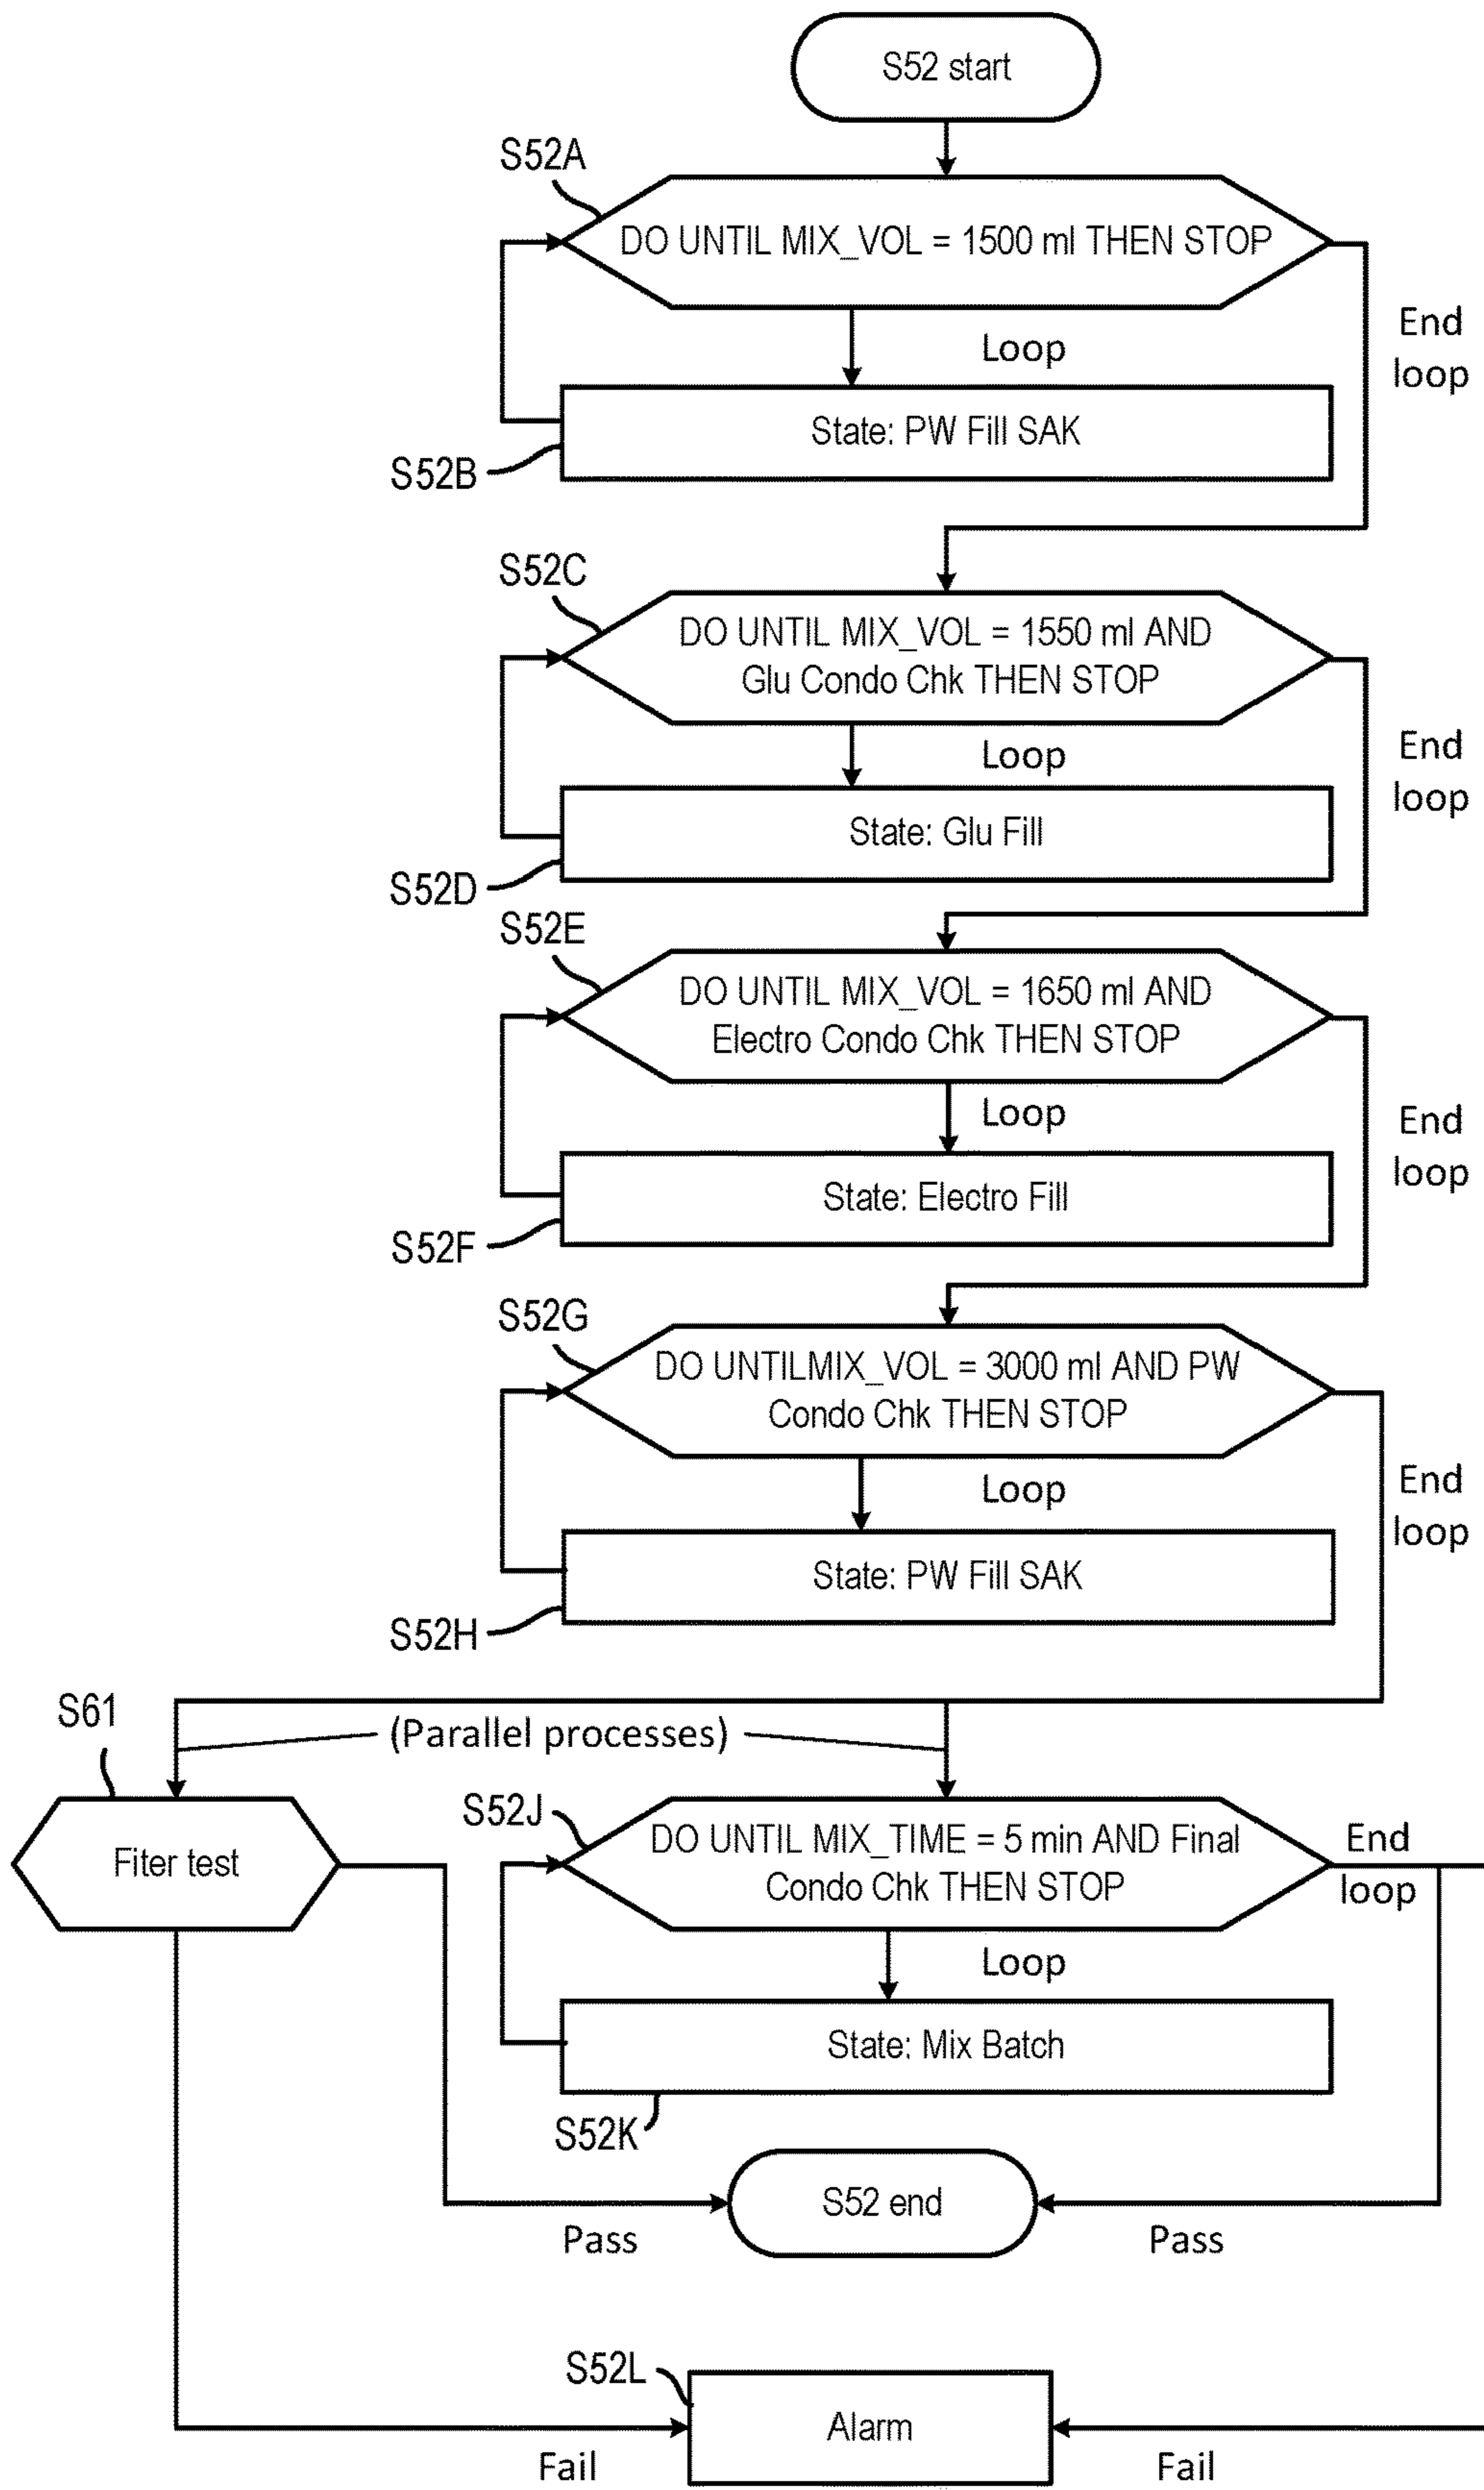 S52 start
S52A
DO UNTIL MIX_VOL = 1500 ml THEN STOP
End
loop
Loop
State: PW Fill SAK
S52B
S52C
DO UNTIL MIX_VOL = 1550 ml AND
Glu Condo Chk THEN STOP
End
loop
Loop
State: Glu Fill
S52D
S52E
DO UNTIL MIX_VOL = 1650 ml AND
Electro Condo Chk THEN STOP
End
loop
Loop
State: Electro Fill
S52F
S52G
DO UNTILMIX_VOL = 3000 ml AND PW
Condo Chk THEN STOP
End
loop
Loop
State: PW Fill SAK
S52H
S61
(Parallel processes)
Fiter test
S52J
DO UNTIL MIX_TIME = 5 min AND Final
Condo Chk THEN STOP
End
loop
Loop
State: Mix Batch
S52K
S52 end
Pass
Pass
S52L
Alarm
Fail
Fail